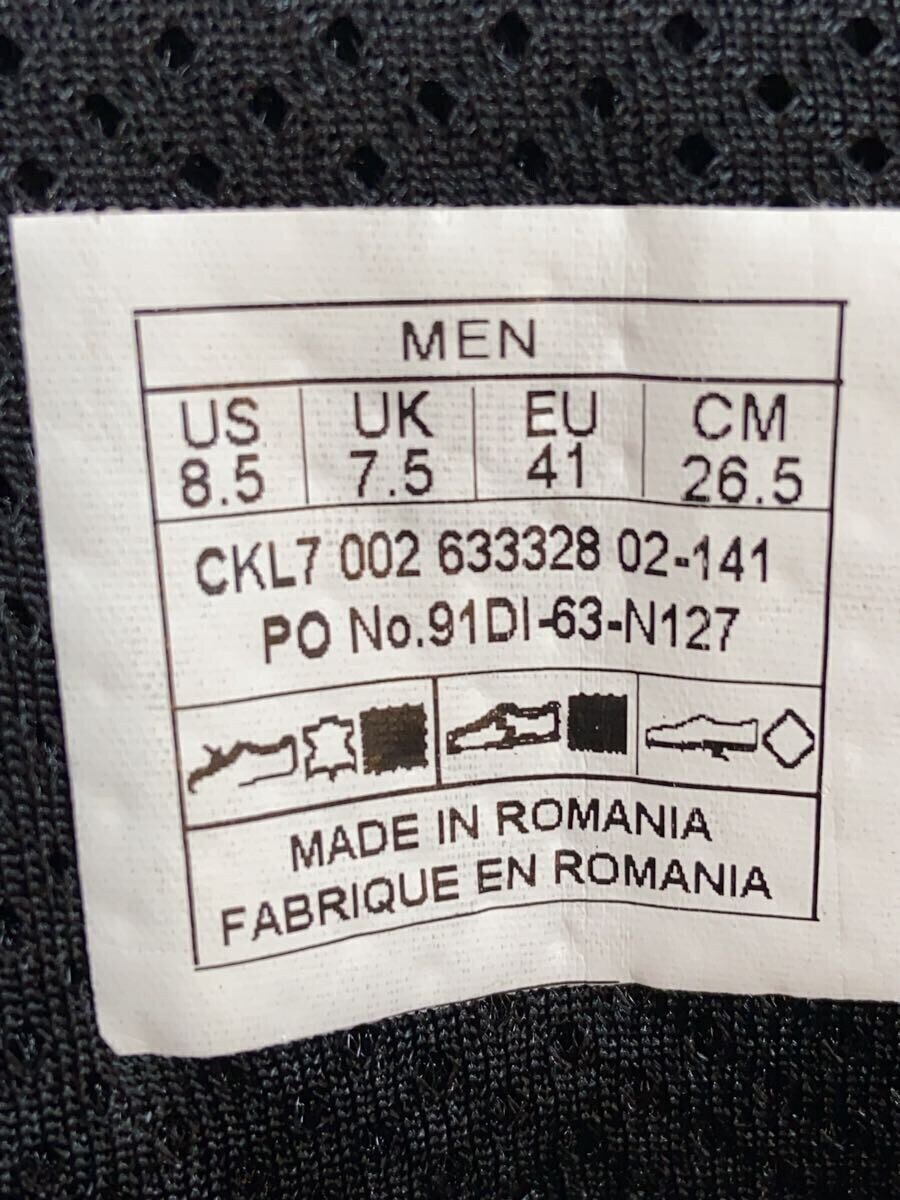 MEN
US UK EU CM
8.5 7.5 41 26.5
CKL7 002 633328 02-141
PO No.91DI-63-N127
MADE IN ROMANIA
FABRIQUE EN ROMANIA